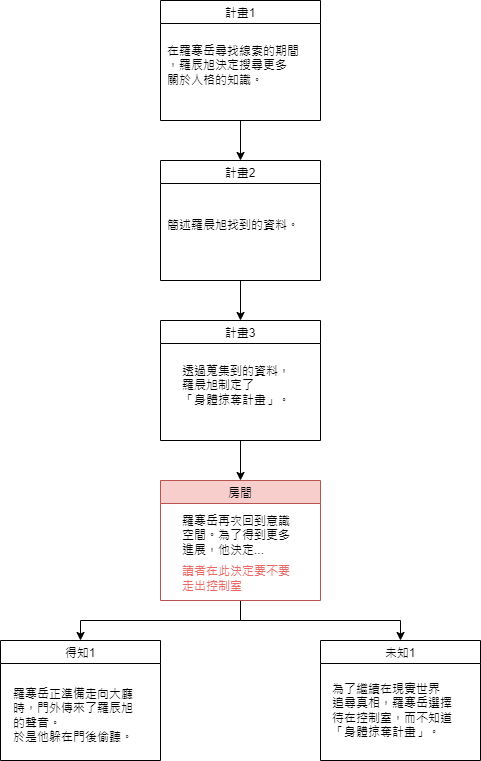 計畫1
在羅寒岳尋找線索的期間
，羅辰旭決定搜尋更多
關於人格的知識。
計畫2
簡述羅辰旭找到的資料。
計畫3
透過蒐集到的資料，
羅辰旭制定了
「身體掠奪計畫」。
房間
羅寒岳再次回到意識
空間。為了得到更多
進展，他決定...
讀者在此決定要不要
走出控制室
得知1
羅寒岳正準備走向大廳
時，門外傳來了羅辰旭
的聲音。
於是他躲在門後偷聽。
未知1
為了繼續在現實世界
追尋真相，羅寒岳選擇
待在控制室，而不知道
「身體掠奪計畫」。